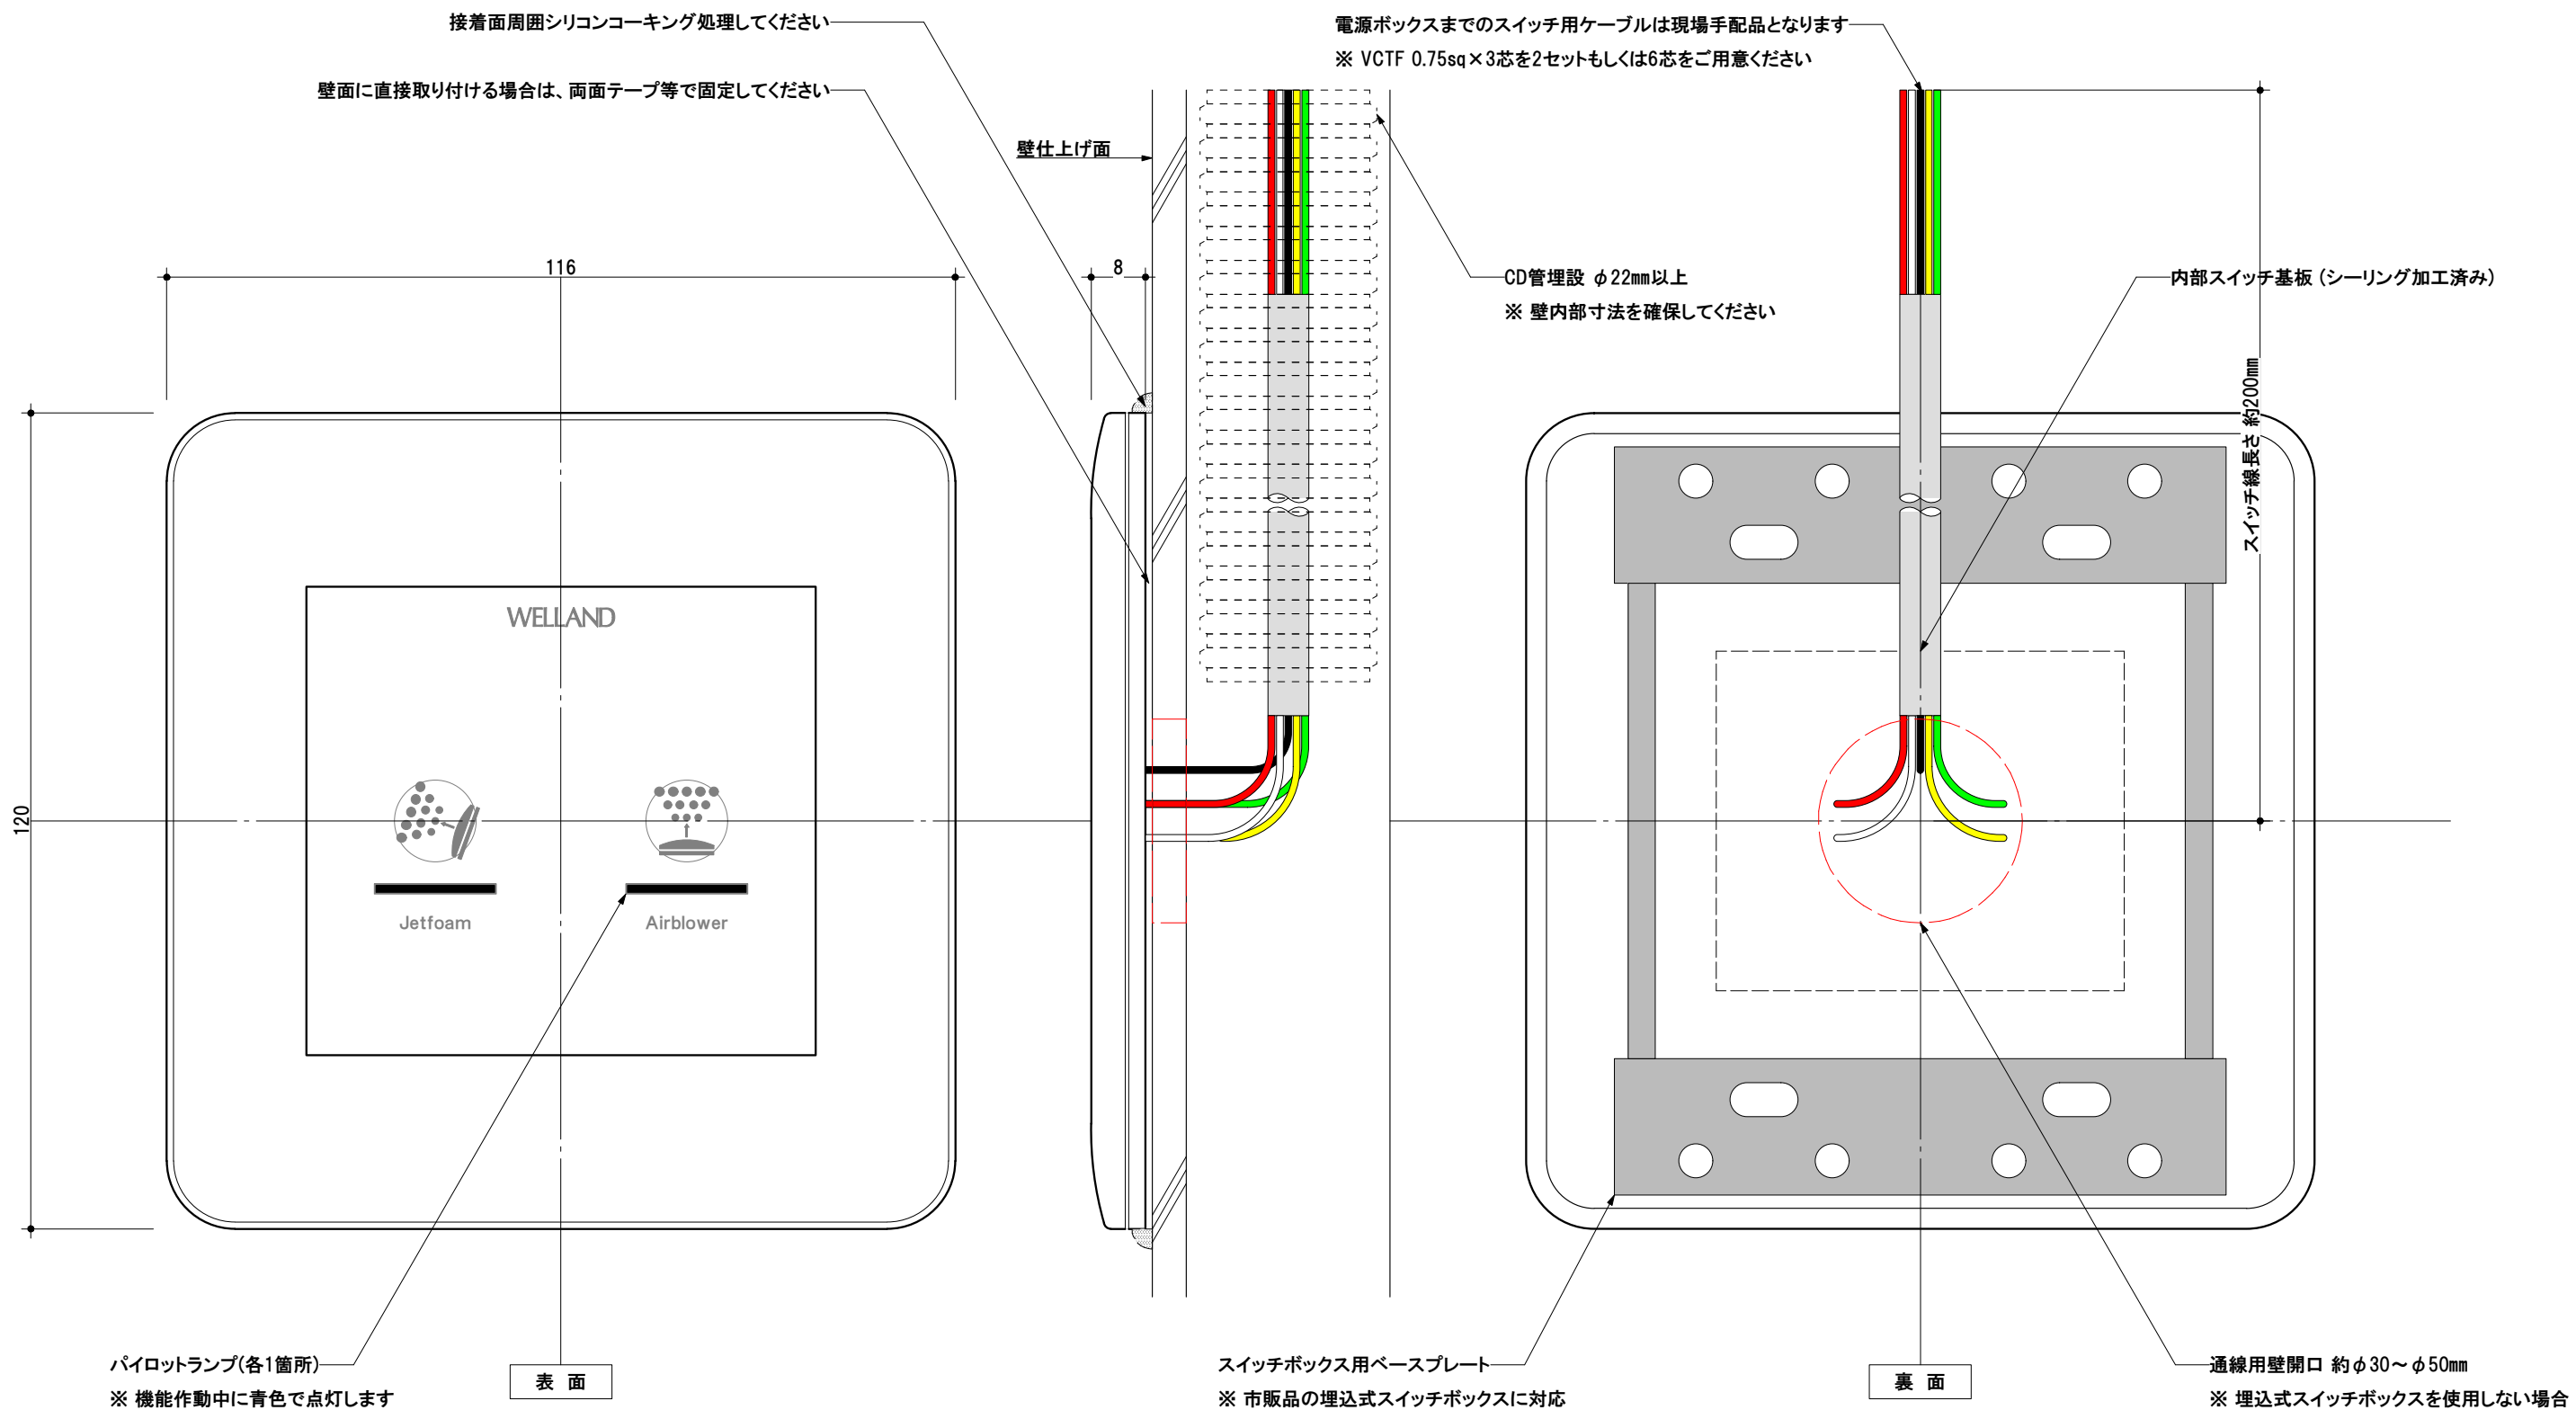 接着面周囲シリコンコーキング処理してください
電源ボックスまでのスイッチ用ケーブルは現場手配品となります
※ VCTF 0.75sq×3芯を2セットもしくは6芯をご用意ください
壁面に直接取り付ける場合は、両面テープ等で固定してください
壁仕上げ面
116
8
CD管埋設 φ22mm以上
※ 壁内部寸法を確保してください
内部スイッチ基板 (シーリング加工済み)
スイッチ線長さ 約200mm
WELLAND
120
Jetfoam
Airblower
パイロットランプ(各1箇所)
※ 機能作動中に青色で点灯します
表 面
スイッチボックス用ベースプレート
※ 市販品の埋込式スイッチボックスに対応
裏 面
通線用壁開口 約φ30～φ50mm
※ 埋込式スイッチボックスを使用しない場合